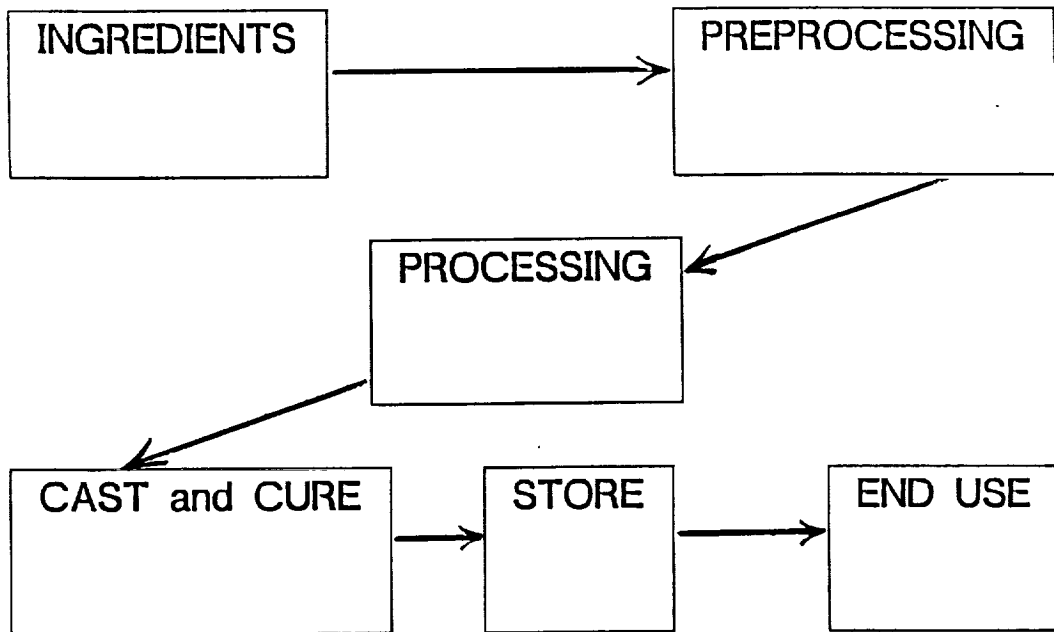 INGREDIENTS
PREPROCESSING
PROCESSING
CAST and CURE
STORE
END USE